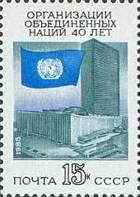 ОРГАНИЗАЦИИ
ОБЪЕДИНЕННЫХ
НАЦИЙ 40 ЛЕТ
1985
15К
ПОЧТА СССР